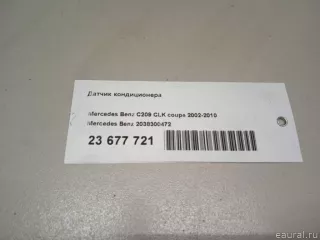 Датчик кондиционера
Mercedes Benz C209 CLK coupe 2002-2010
Mercedes Benz 2038300472
23 677 721
© eaural.ru